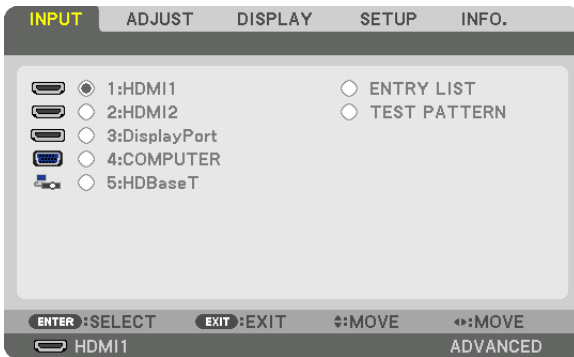 INPUT ADJUST DISPLAY SETUP INFO.
1:HDMI1 ENTRY LIST
2:HDMI2 TEST PATTERN
3:DisplayPort
4:COMPUTER
5:HDBaseT
ENTER :SELECT EXIT :EXIT :MOVE :MOVE
HDMI1 ADVANCED